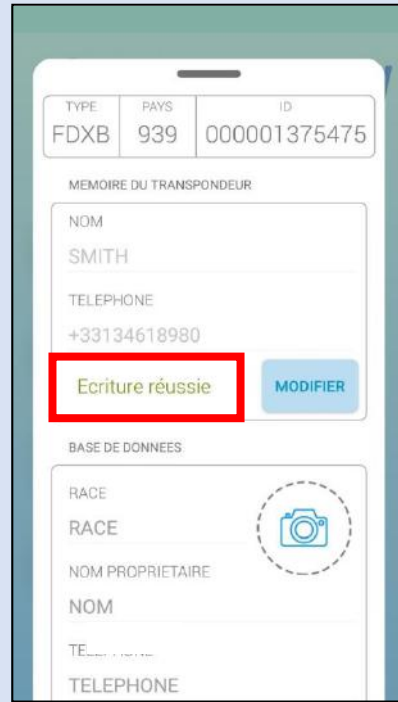 TYPE PAYS ID
FDXB 939 000001375475
MEMOIRE DU TRANSPONDEUR
NOM
SMITH
TELEPHONE
+33134618980
Ecriture réussie MODIFIER
BASE DE DONNEES
RACE
RACE
NOM PROPRIETAIRE
NOM
TELEPHONE